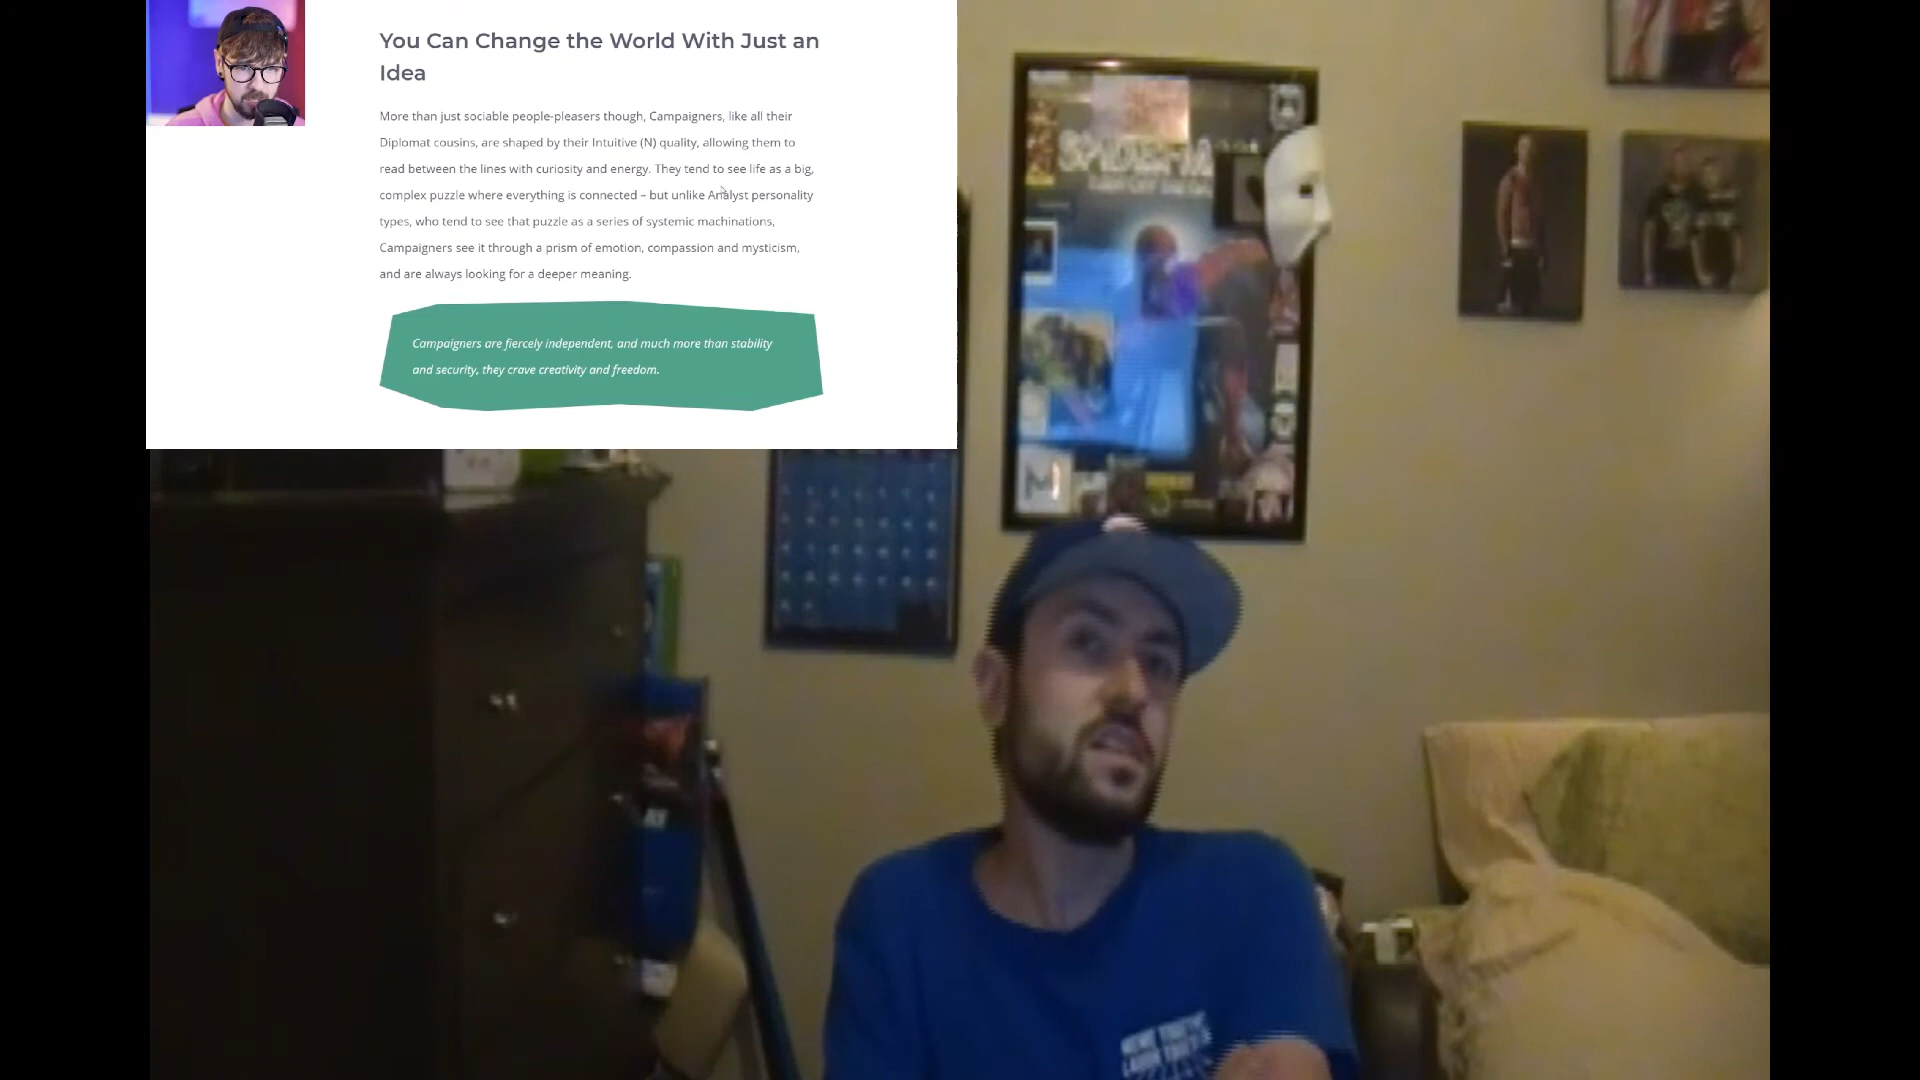 You Can Change the World With Just an
Idea
More than just sociable people-pleasers though, Campaigners, like all their
Diplomat cousins, are shaped by their Intuitive (N) quality, allowing them to
read between the lines with curiosity and energy. They tend to see life as a big,
complex puzzle where everything is connected – but unlike Analyst personality
types, who tend to see that puzzle as a series of systemic machinations,
Campaigners see it through a prism of emotion, compassion and mysticism,
and are always looking for a deeper meaning.
Campaigners are fiercely independent, and much more than stability
and security, they crave creativity and freedom.